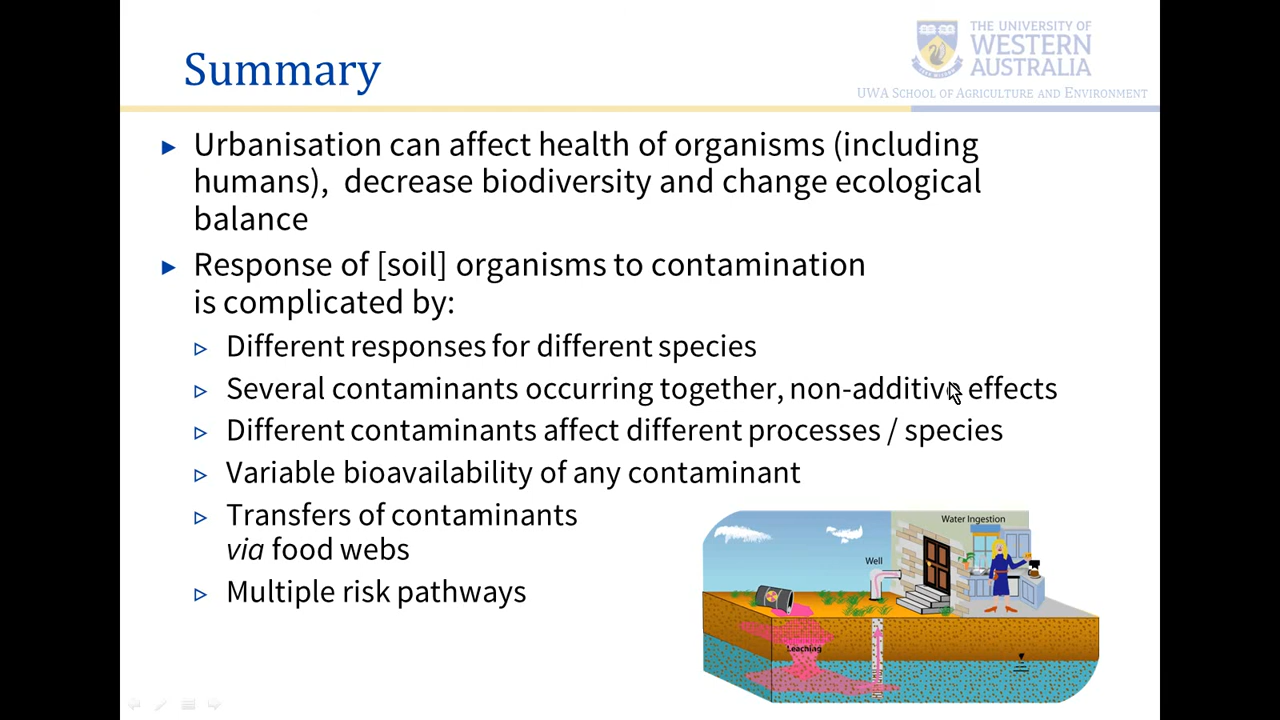 THE UNIVERSITY OF
WESTERN
AUSTRALIA
UWA SCHOOL OF AGRICULTURE AND ENVIRONMENT
Summary
Urbanisation can affect health of organisms (including
humans), decrease biodiversity and change ecological
balance
Response of [soil] organisms to contamination
is complicated by:
Different responses for different species
Several contaminants occurring together, non-additive effects
Different contaminants affect different processes / species
Variable bioavailability of any contaminant
Transfers of contaminants
via food webs
Multiple risk pathways
Water Ingestion
Well
Leaching